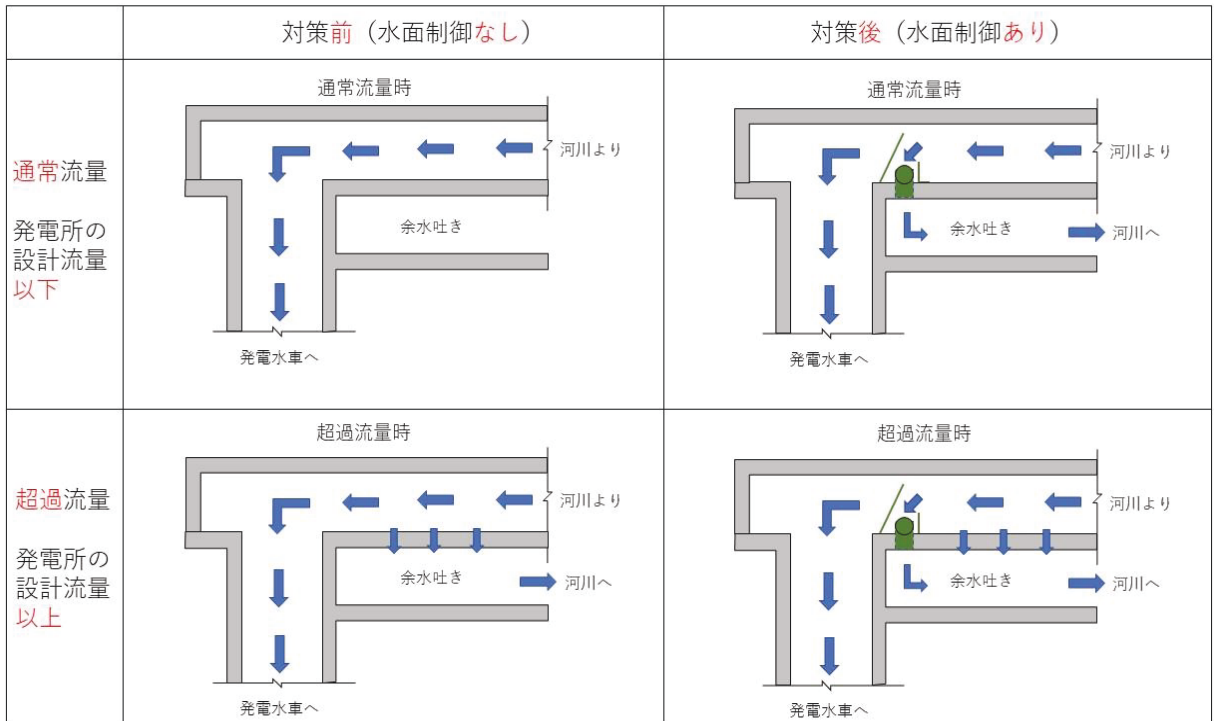 対策前（水面制御なし）
対策後（水面制御あり）
通常流量
発電所の
設計流量
以下
通常流量時
河川より
余水吐き
発電水車へ
通常流量時
河川より
余水吐き
河川へ
発電水車へ
超過流量
発電所の
設計流量
以上
超過流量時
河川より
余水吐き
河川へ
発電水車へ
超過流量時
河川より
余水吐き
河川へ
発電水車へ